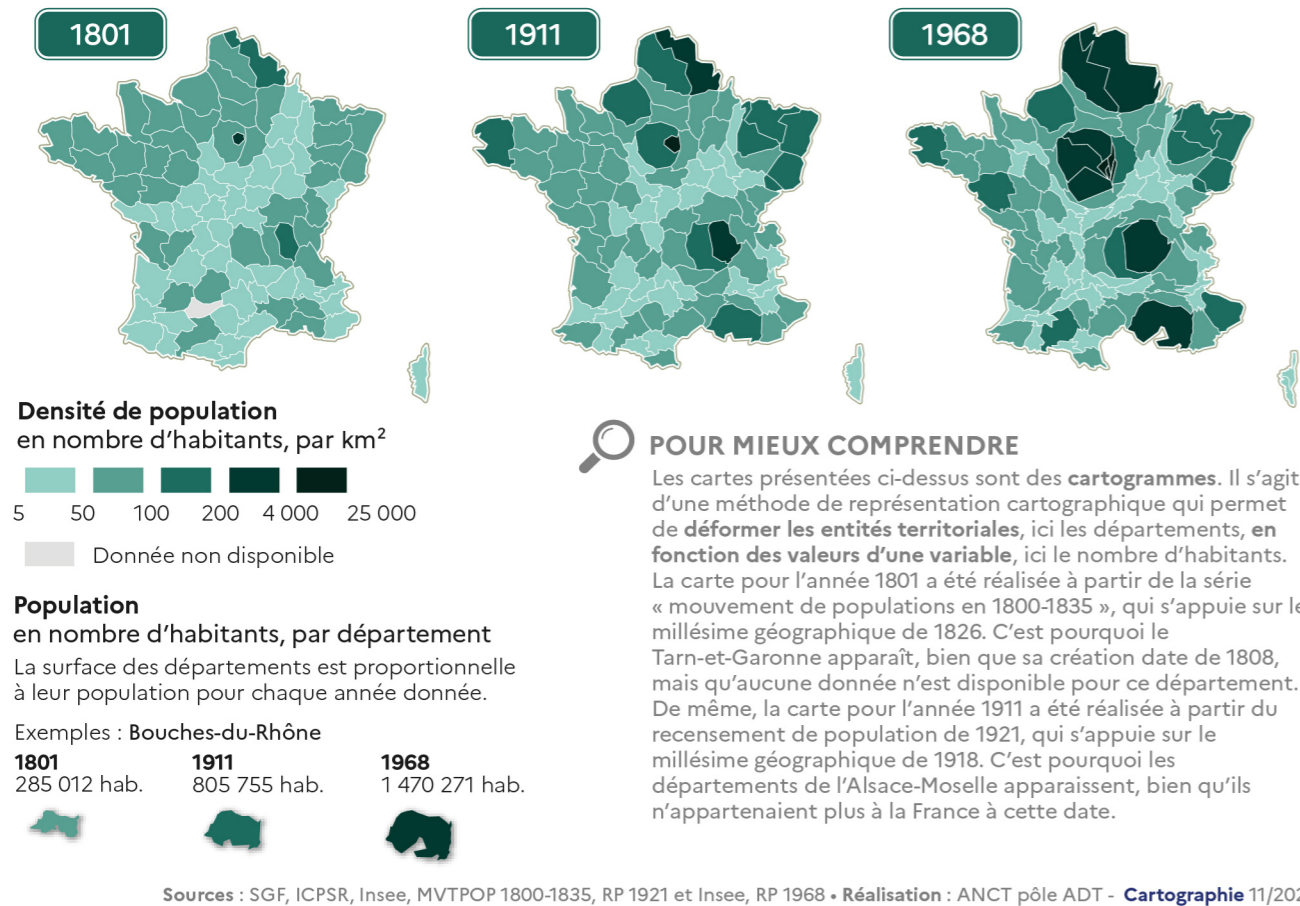 1801
1911
1968
Densité de population
en nombre d’habitants, par km²
5 50 100 200 4 000 25 000
Donnée non disponible
Population
en nombre d’habitants, par département
La surface des départements est proportionnelle
à leur population pour chaque année donnée.
Exemples : Bouches-du-Rhône
1801 1911 1968
285 012 hab. 805 755 hab. 1 470 271 hab.
POUR MIEUX COMPRENDRE
Les cartes présentées ci-dessus sont des cartogrammes. Il s’agit
d’une méthode de représentation cartographique qui permet
de déformer les entités territoriales, ici les départements, en
fonction des valeurs d’une variable, ici le nombre d’habitants.
La carte pour l’année 1801 a été réalisée à partir de la série
« mouvement de populations en 1800-1835 », qui s’appuie sur le
millésime géographique de 1826. C’est pourquoi le
Tarn-et-Garonne apparaît, bien que sa création date de 1808,
mais qu’aucune donnée n’est disponible pour ce département.
De même, la carte pour l’année 1911 a été réalisée à partir du
recensement de population de 1921, qui s’appuie sur le
millésime géographique de 1918. C’est pourquoi les
départements de l’Alsace-Moselle apparaissent, bien qu’ils
n’appartenaient plus à la France à cette date.
Sources : SGF, ICPSR, Insee, MVTPOP 1800-1835, RP 1921 et Insee, RP 1968 • Réalisation : ANCT pôle ADT - Cartographie 11/202